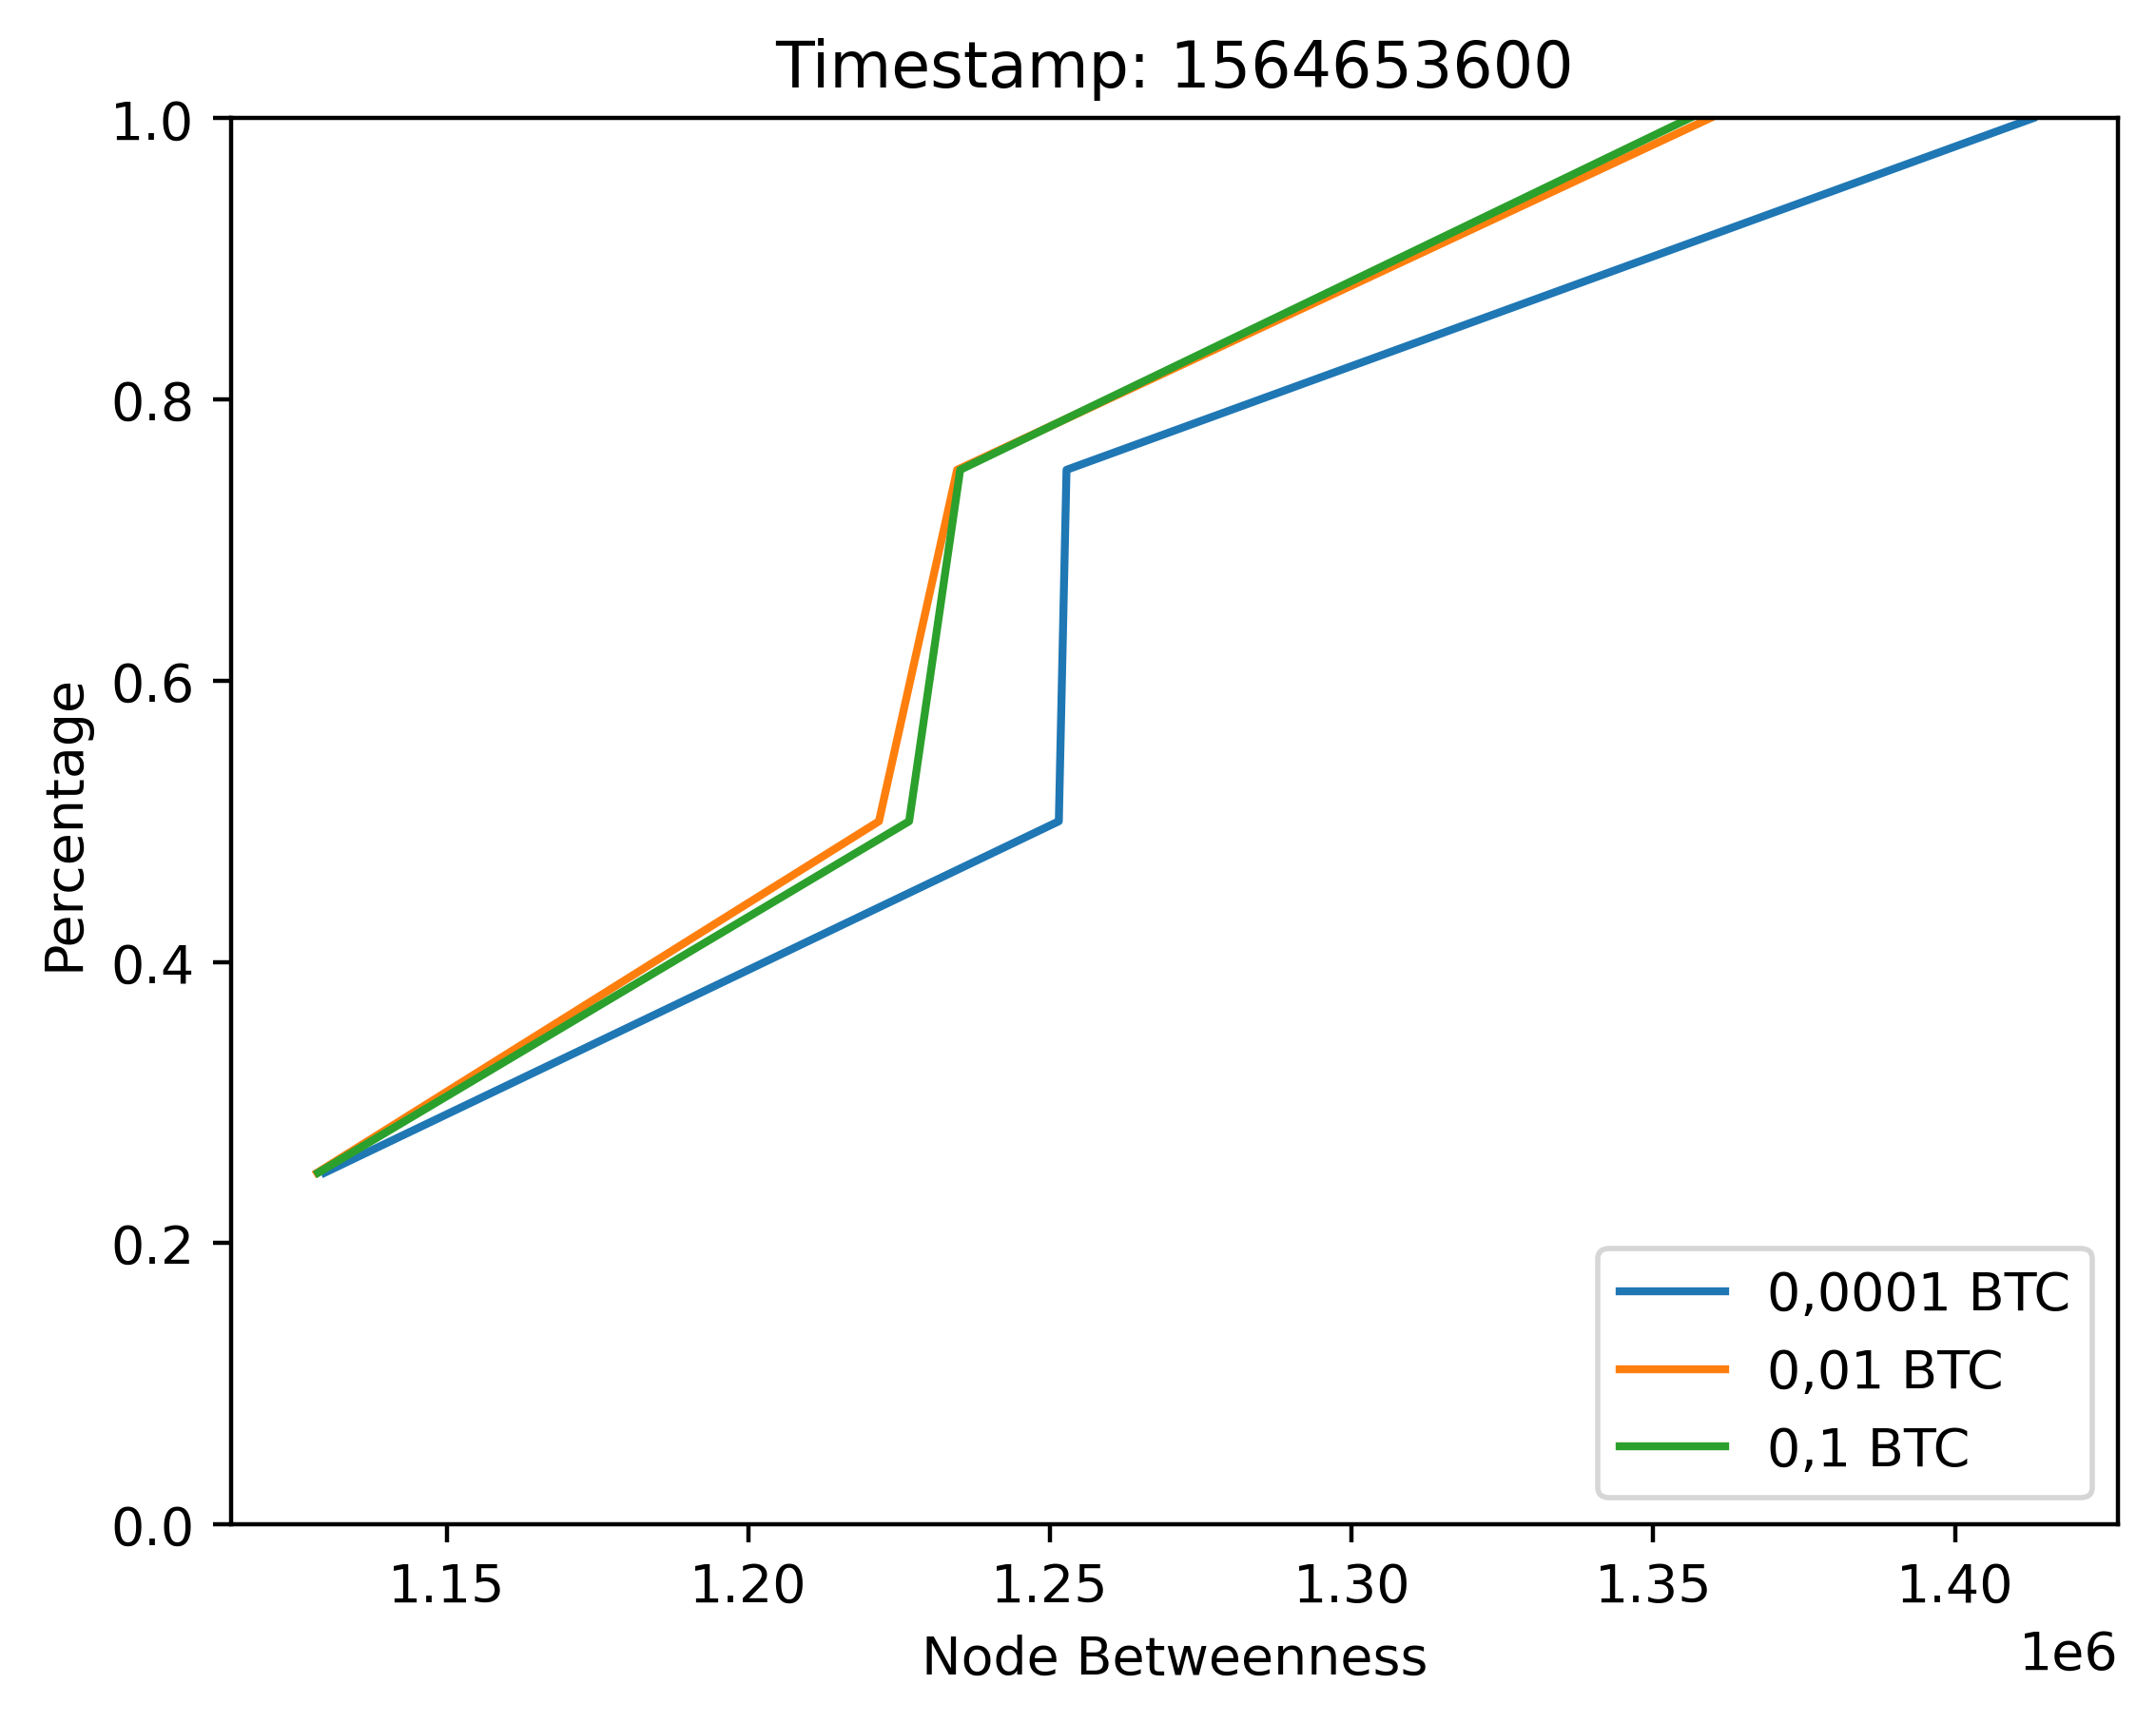 Timestamp: 1564653600
1.0
0.8
0.6
0.4
0.2
0.0
Percentage
0,0001 BTC
0,01 BTC
0,1 BTC
1.15 1.20 1.25 1.30 1.35 1.40
1e6
Node Betweenness